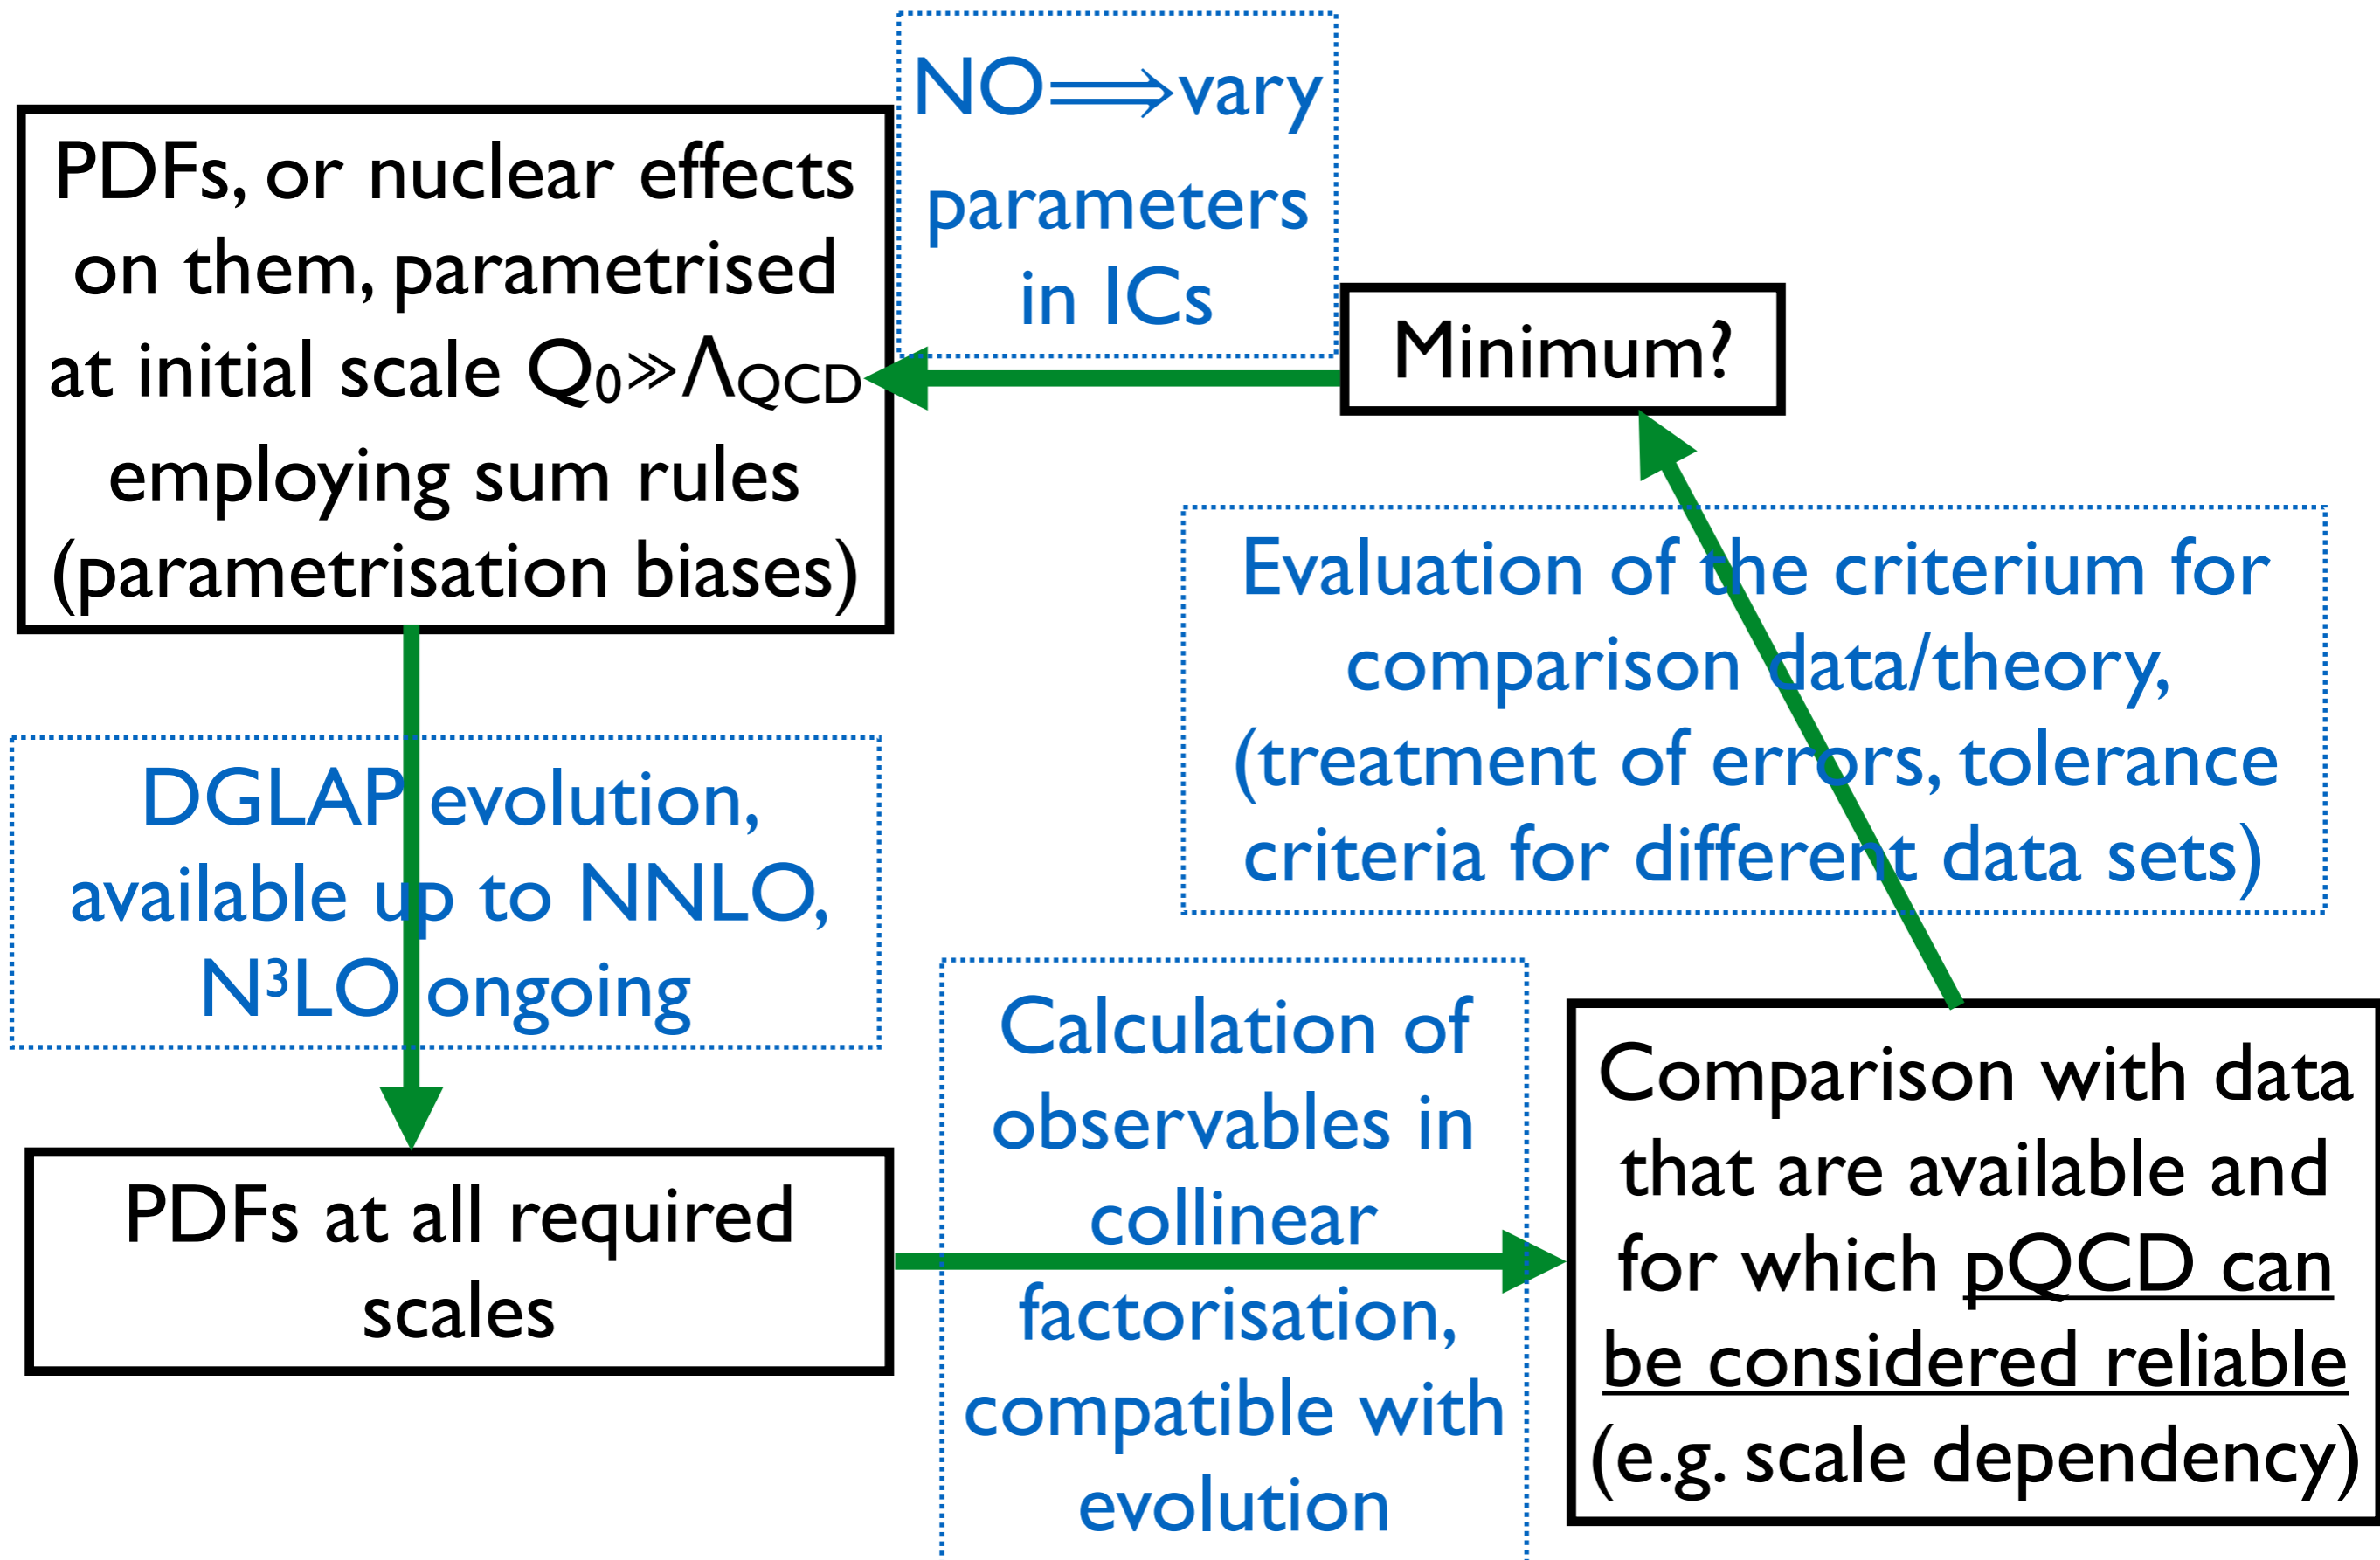 NO⟹vary
parameters
in ICs
PDFs, or nuclear effects
on them, parametrised
at initial scale Q₀≫Λ_QCD
employing sum rules
(parametrisation biases)
Minimum?
Evaluation of the criterium for
comparison data/theory,
(treatment of errors, tolerance
criteria for different data sets)
DGLAP evolution,
available up to NNLO,
N³LO ongoing
Calculation of
observables in
collinear
factorisation,
compatible with
evolution
Comparison with data
that are available and
for which pQCD can
be considered reliable
(e.g. scale dependency)
PDFs at all required
scales